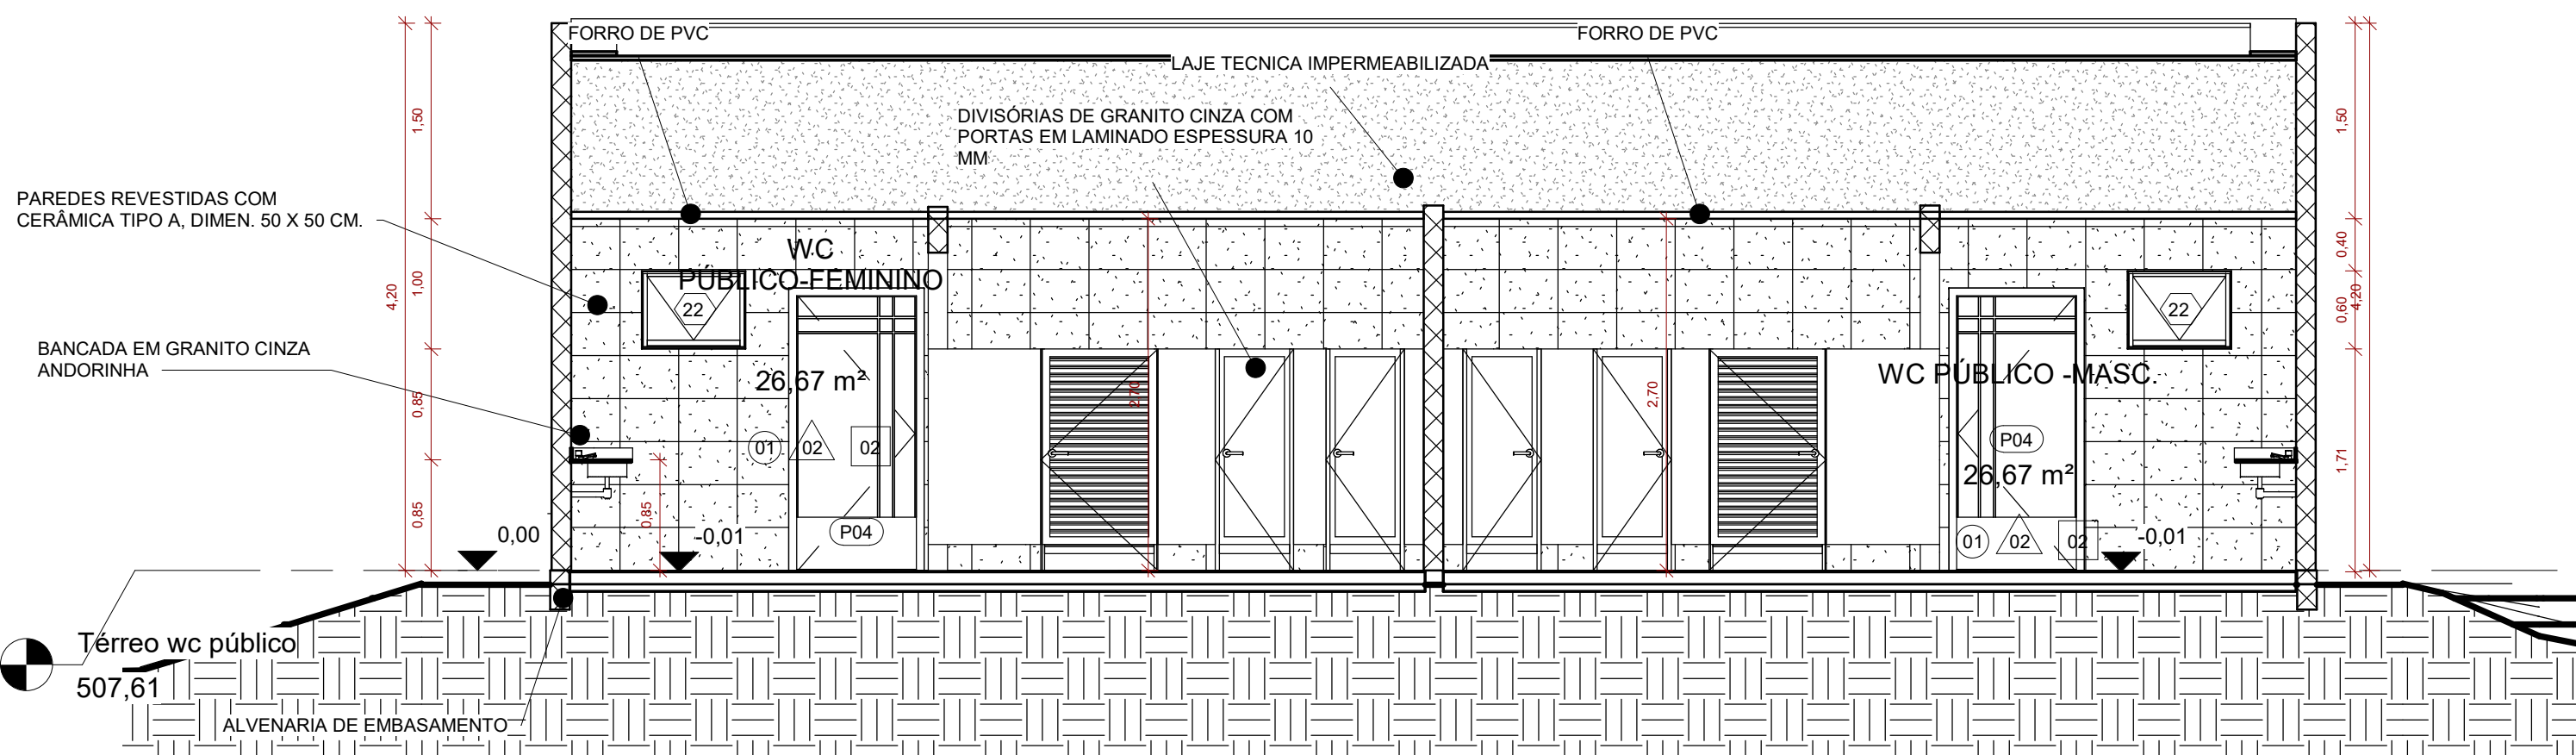 FORRO DE PVC
FORRO DE PVC
LAJE TECNICA IMPERMEABILIZADA
DIVISÓRIAS DE GRANITO CINZA COM
PORTAS EM LAMINADO ESPESSURA 10
MM
PAREDES REVESTIDAS COM
CERÂMICA TIPO A, DIMEN. 50 X 50 CM.
BANCADA EM GRANITO CINZA
ANDORINHA
4,20
1,50
1,00
0,85
0,85
WC
PÚBLICO-FEMININO
22
26,67 m²
01
02
02
P04
0,85
-0,01
0,00
2,70
2,70
WC PÚBLICO -MASC.
22
P04
26,67 m²
01
02
02
-0,01
1,50
0,40
0,60
4,20
1,71
Térreo wc público
507,61
ALVENARIA DE EMBASAMENTO